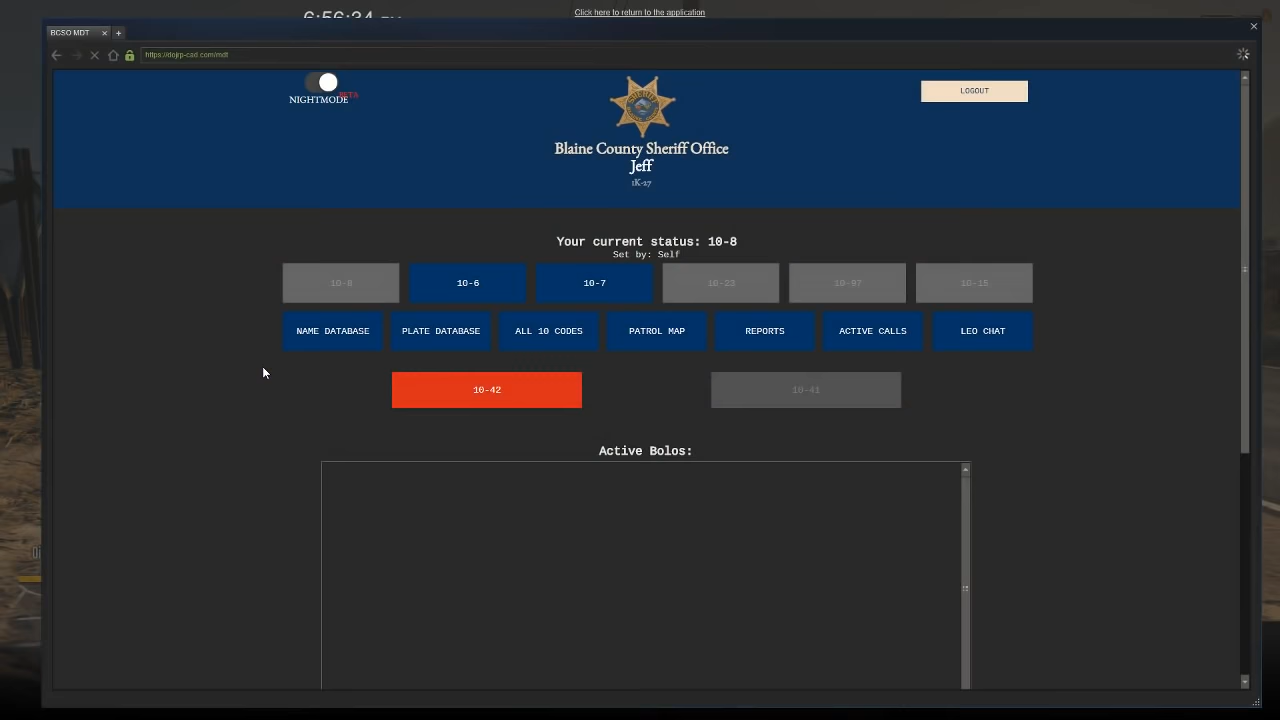 Click here to return to the application
BCSO MDT
https://dojrp-cad.com/mdt
NIGHTMODE BETA
LOGOUT
SHERIFF
Blaine County Sheriff Office
Jeff
1K-27
Your current status: 10-8
Set by: Self
10-8 10-6 10-7 10-23 10-97 10-15
NAME DATABASE PLATE DATABASE ALL 10 CODES PATROL MAP REPORTS ACTIVE CALLS LEO CHAT
10-42 10-41
Active Bolos: